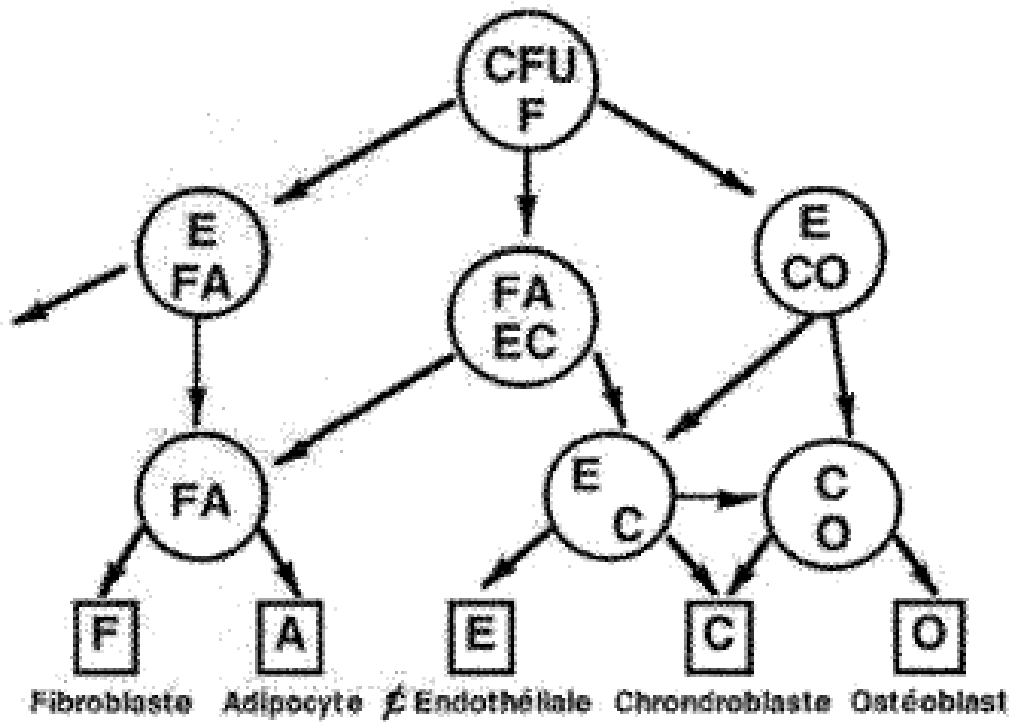 CFU
F
E
FA
E
CO
FA
EC
FA
E
C
C
O
F
A
E
C
O
Fibroblaste Adipocyte ¢ Endothéliale Chrondroblaste Ostéoblast